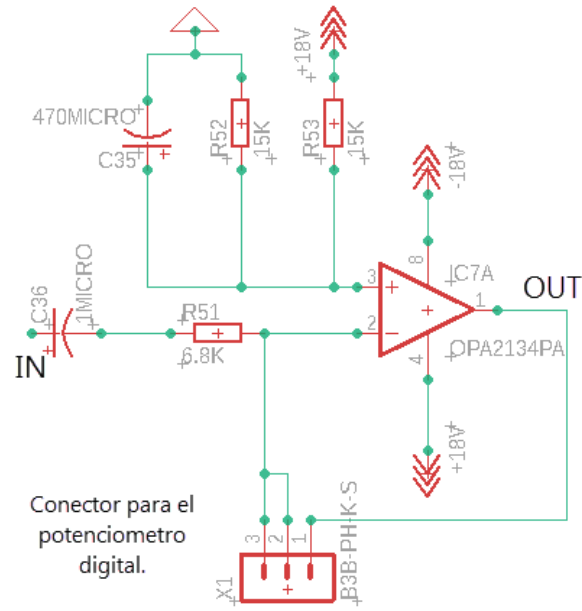 +18V
-18V
470MICRO
C35
R52
15K
R53
15K
C36
1MICRO
R51
6.8K
IN
3
2
8
4
1
IC7A
OPA2134PA
OUT
+18V
Conector para el
potenciometro
digital.
3
2
1
X1
B3B-PH-K-S